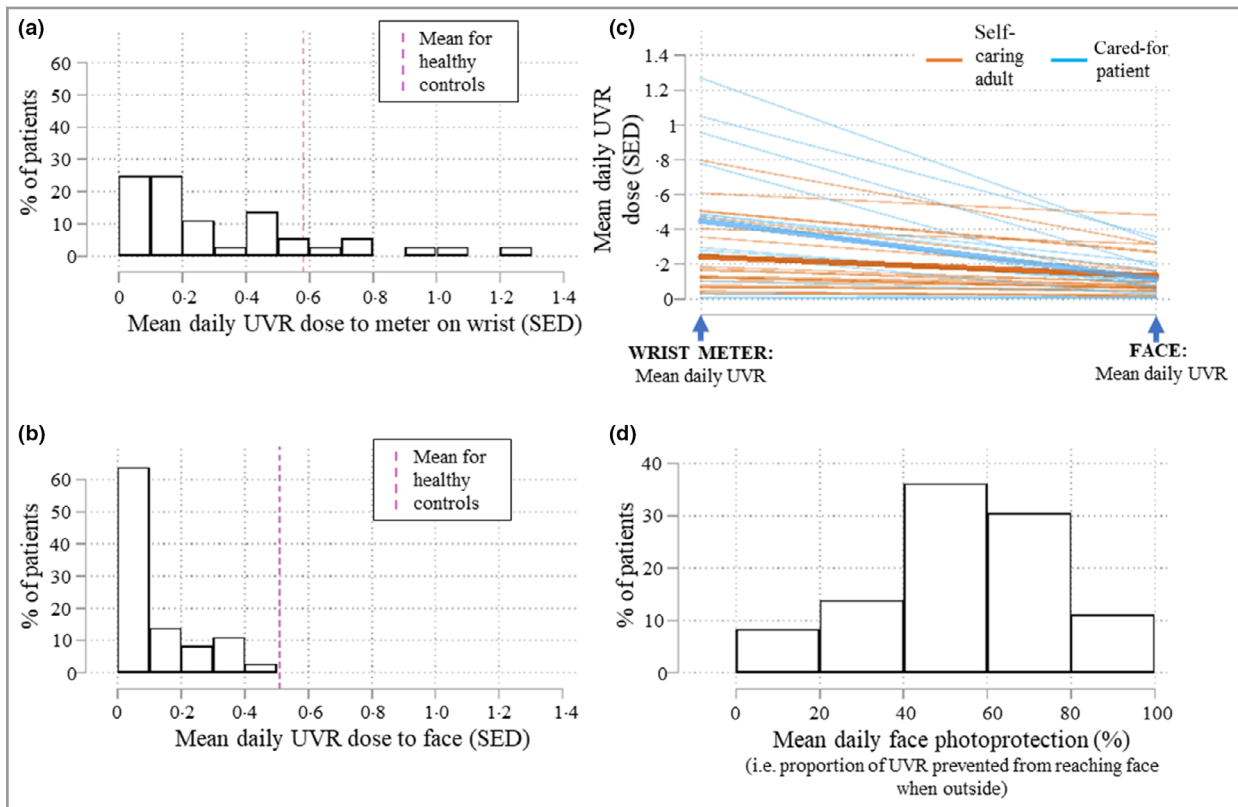 (a)
Mean for
healthy
controls
60
50
40
30
20
10
0
% of patients
0 0·2 0·4 0·6 0·8 1·0 1·2 1·4
Mean daily UVR dose to meter on wrist (SED)
(b)
Mean for
healthy
controls
60
50
40
30
20
10
0
% of patients
0 0·2 0·4 0·6 0·8 1·0 1·2 1·4
Mean daily UVR dose to face (SED)
(c)
Self-
caring
adult
Cared-for
patient
1·4
1·2
1
·8
·6
·4
·2
0
Mean daily UVR
dose (SED)
WRIST METER:
Mean daily UVR
FACE:
Mean daily UVR
(d)
40
30
20
10
0
% of patients
0 20 40 60 80 100
Mean daily face photoprotection (%)
(i.e. proportion of UVR prevented from reaching face
when outside)